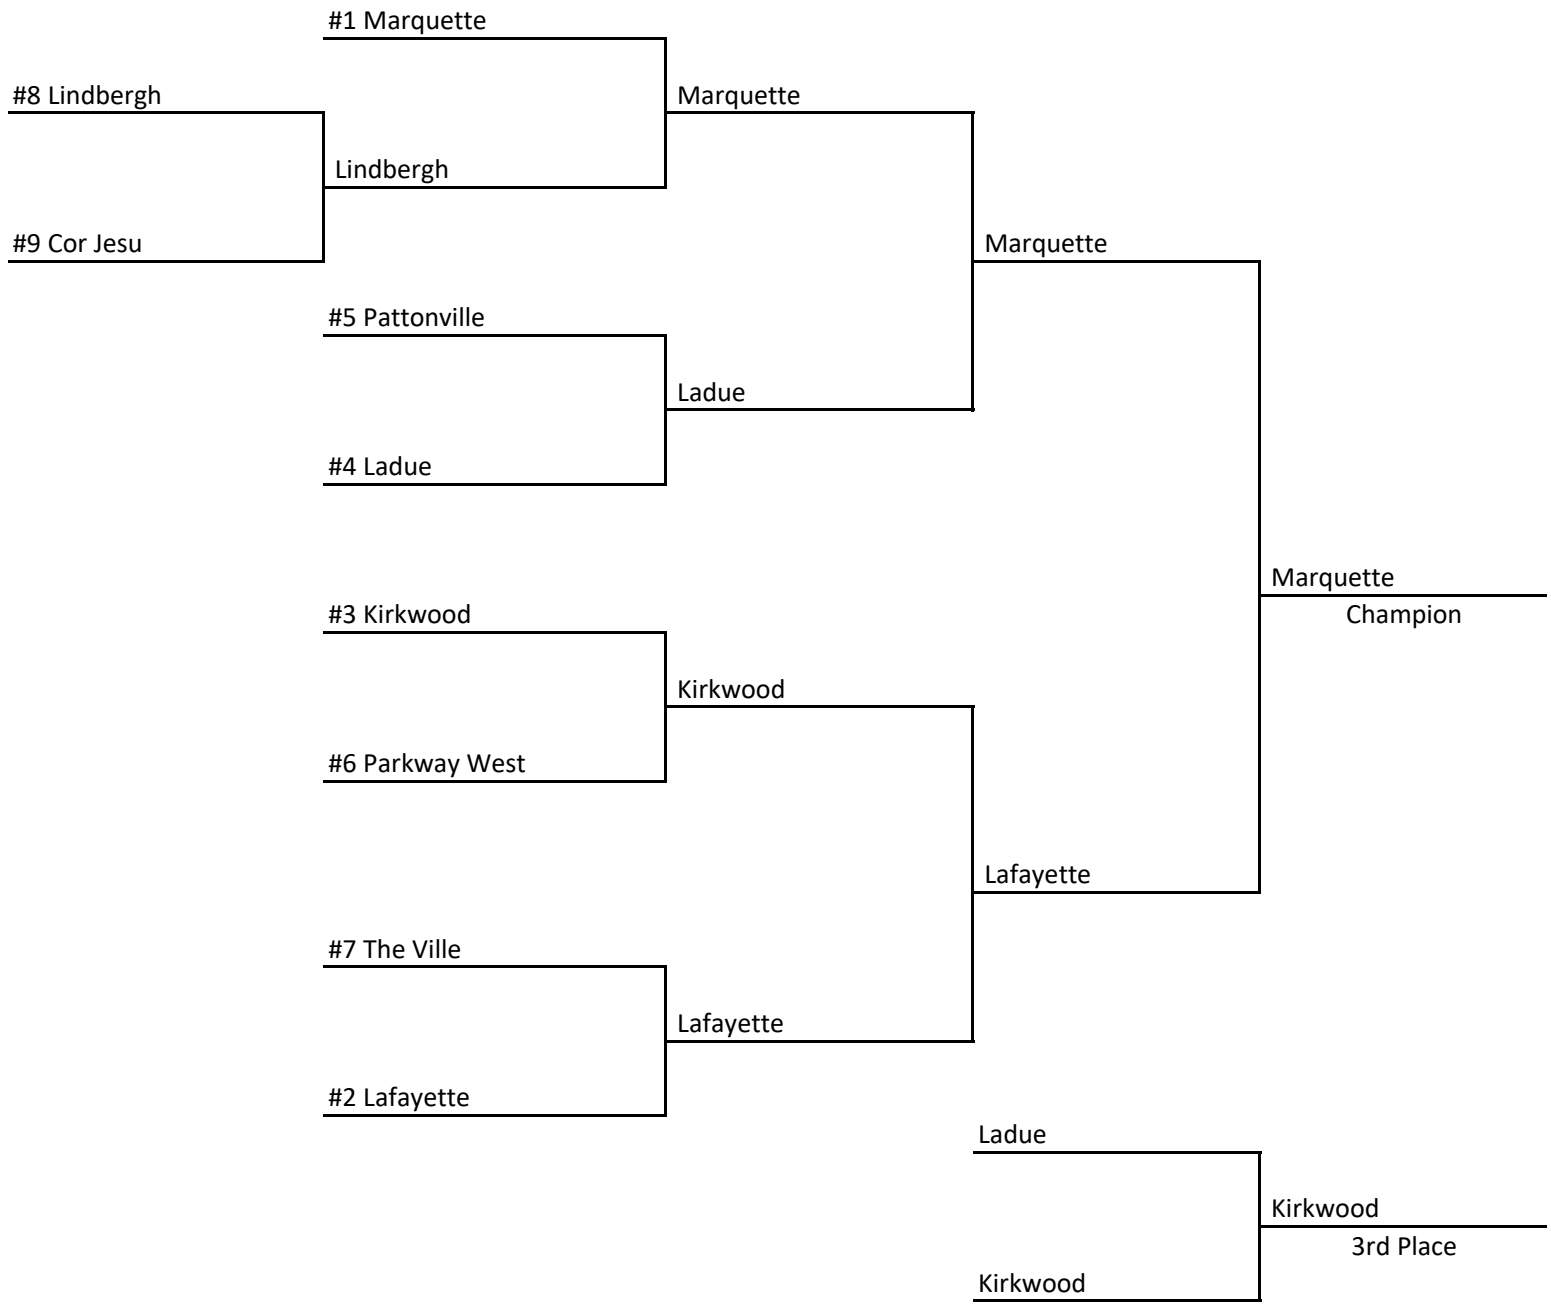 #1 Marquette
#8 Lindbergh
Marquette
Lindbergh
#9 Cor Jesu
Marquette
#5 Pattonville
Ladue
#4 Ladue
Marquette
Champion
#3 Kirkwood
Kirkwood
#6 Parkway West
Lafayette
#7 The Ville
Lafayette
#2 Lafayette
Ladue
Kirkwood
3rd Place
Kirkwood